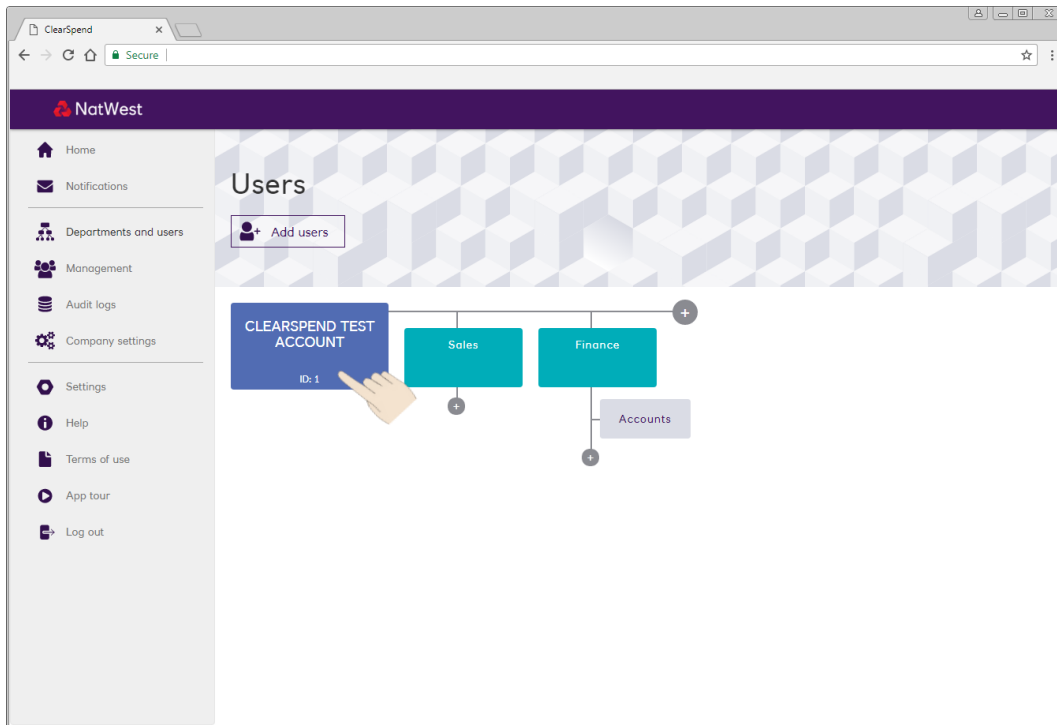 ClearSpend
Secure
NatWest
Home
Notifications
Departments and users
Management
Audit logs
Company settings
Settings
Help
Terms of use
App tour
Log out
Users
Add users
CLEARSPEND TEST
ACCOUNT
ID: 1
Sales
Finance
Accounts